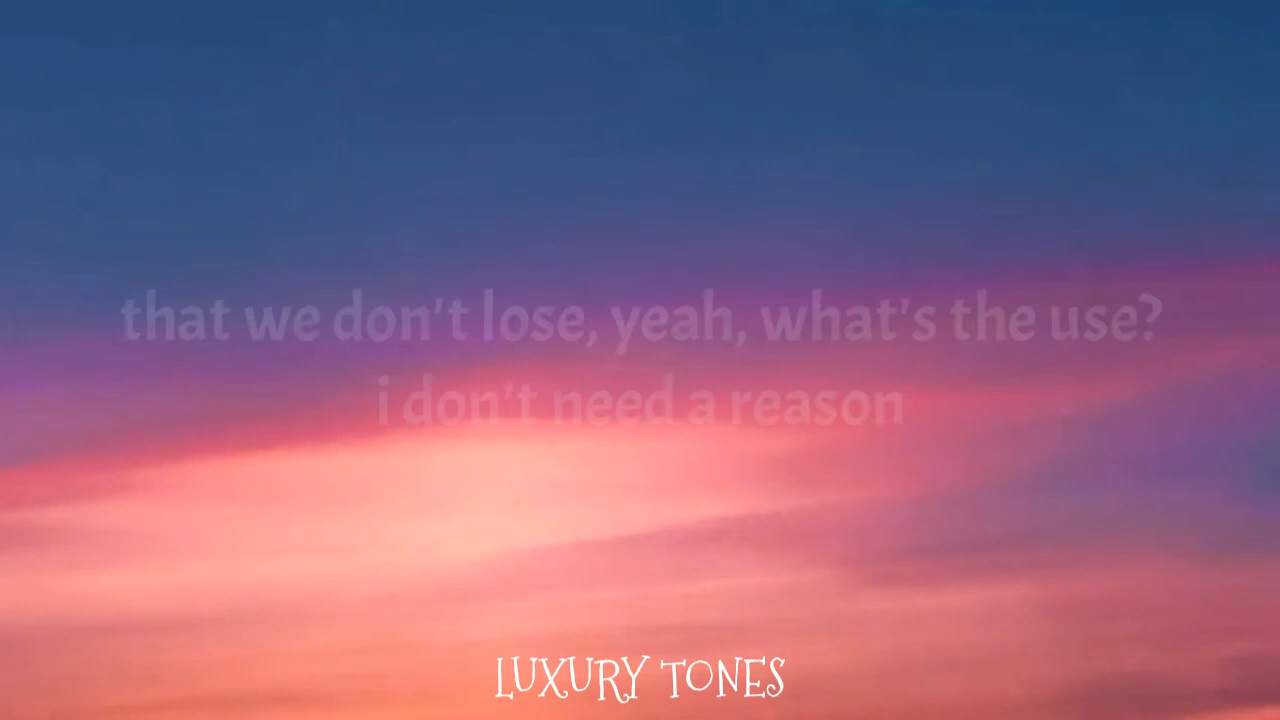 that we don't lose, yeah, what's the use?
i don't need a reason
LUXURY TONES